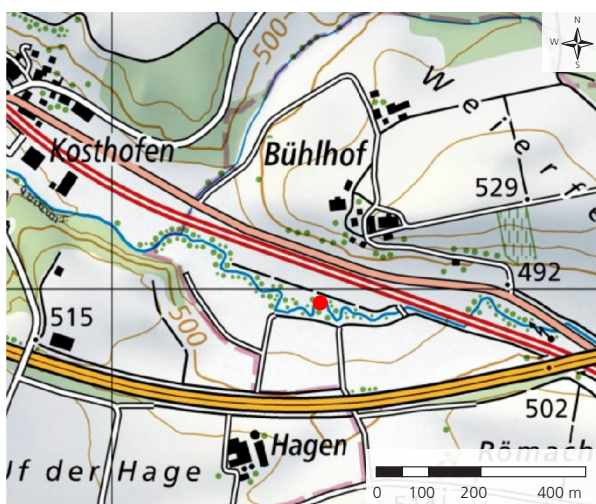 500
N
W E
S
Weierfe
Kosthofen
Bühlhof
529
492
515
500
502
Hagen
Römach
uf der Hage
0 100 200 400 m